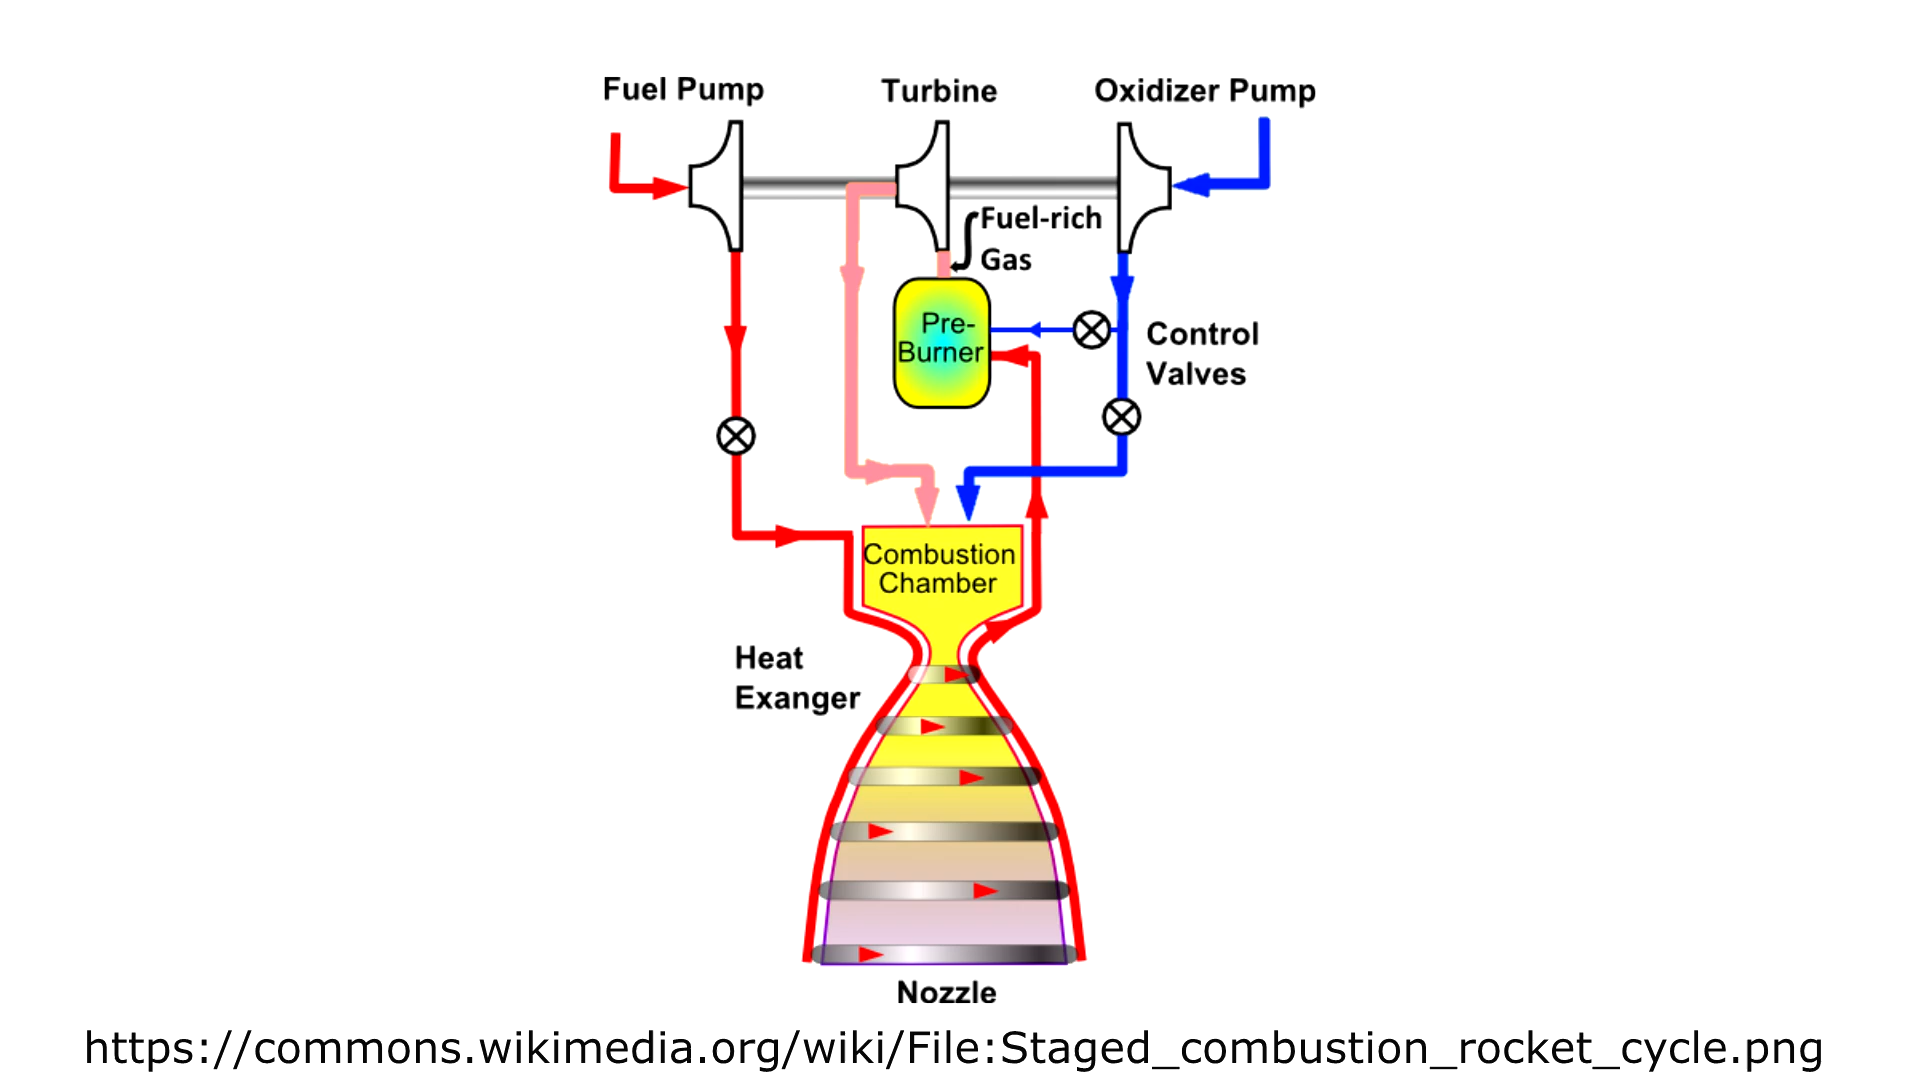 Fuel Pump
Turbine
Oxidizer Pump
Fuel-rich
Gas
Pre-
Burner
Control
Valves
Combustion
Chamber
Heat
Exanger
Nozzle
https://commons.wikimedia.org/wiki/File:Staged_combustion_rocket_cycle.png